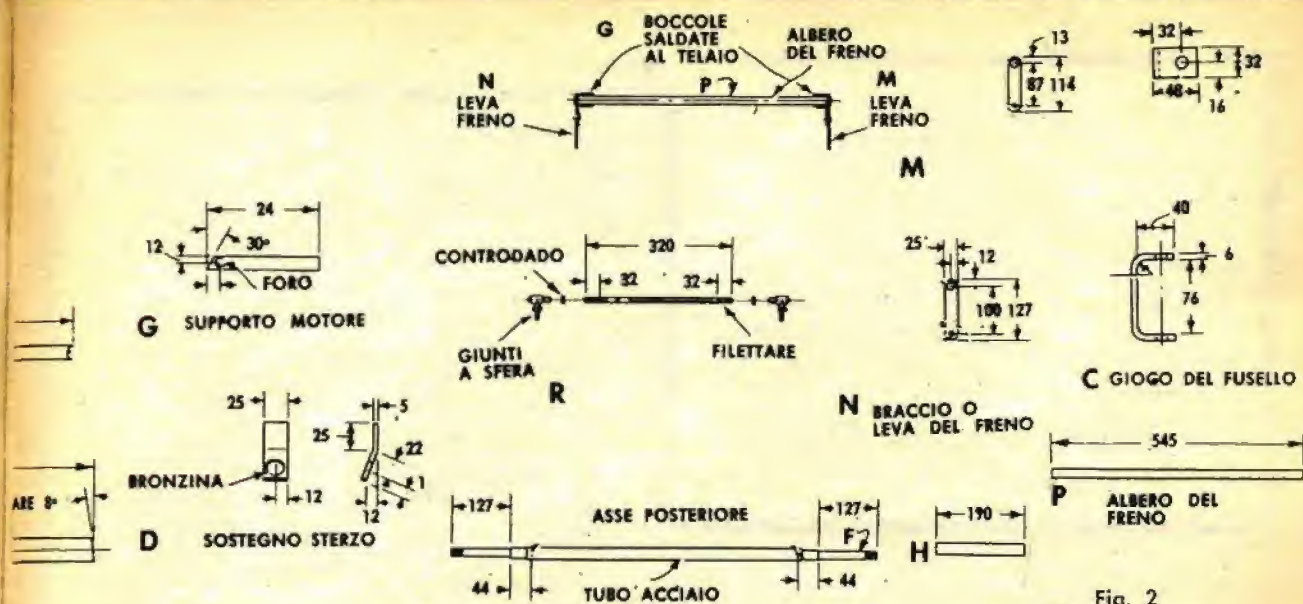 G BOCCOLE
SALDATE
AL TELAIO
ALBERO
DEL FRENO
P
N
LEVA
FRENO
M
LEVA
FRENO
M
13
87 114
32
32
48
16
24
12
30°
FORO
G SUPPORTO MOTORE
CONTRODADO
320
32 32
GIUNTI
A SFERA
FILETTARE
R
25
12
100 127
N BRACCIO O
LEVA DEL FRENO
40
6
76
C GIOGO DEL FUSELLO
25
5
25
22
1
BRONZINA
12
12
D SOSTEGNO STERZO
ARE 8°
127
ASSE POSTERIORE
127
F
44
TUBO ACCIAIO
44
H
190
545
P ALBERO DEL
FRENO
Fig. 2